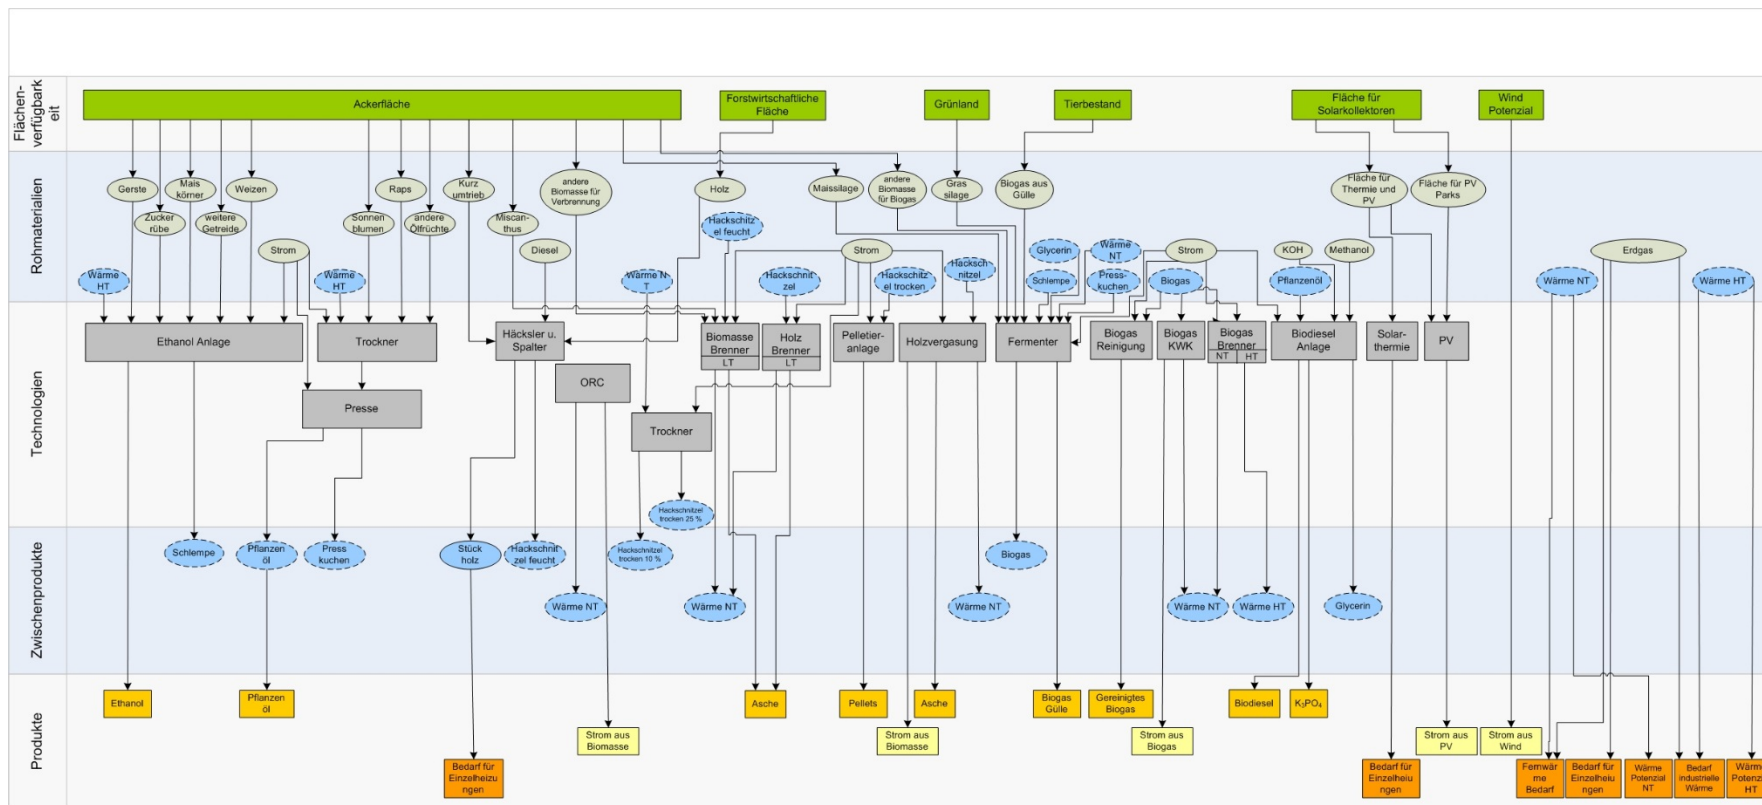 Flächen-
verfügbark
eit
Ackerfläche
Forstwirtschaftliche
Fläche
Grünland
Tierbestand
Fläche für
Solarkollektoren
Wind
Potenzial
Rohmaterialien
Gerste
Mais
körner
Weizen
Raps
Kurz
umtrieb
andere
Biomasse für
Verbrennung
Holz
Maissilage
andere
Biomasse
für Biogas
Gras
silage
Biogas aus
Gülle
Fläche für
Thermie und
PV
Fläche für PV
Parks
Zucker
rübe
weitere
Getreide
Sonnen
blumen
andere
Ölfrüchte
Miscan-
thus
Hackschitz
el feucht
Strom
Diesel
Strom
Glycerin
Wärme
NT
Strom
KOH
Methanol
Erdgas
Wärme
HT
Wärme
HT
Wärme N
T
Hackschnit
zel
Hackschitz
el trocken
Hacksch
nitzel
Schlempe
Press-
kuchen
Biogas
Pflanzenöl
Wärme NT
Wärme HT
Technologien
Ethanol Anlage
Trockner
Häcksler u.
Spalter
Biomasse
Brenner
LT
Holz
Brenner
LT
Pelletier-
anlage
Holzvergasung
Fermenter
Biogas
Reinigung
Biogas
KWK
Biogas
Brenner
NT
HT
Biodiesel
Anlage
Solar-
thermie
PV
ORC
Presse
Trockner
Hackschnitzel
trocken 25 %
Zwischenprodukte
Schlempe
Pflanzen
öl
Press
kuchen
Stück
holz
Hackschnit
zel feucht
Hackschnitzel
trocken 10 %
Biogas
Wärme NT
Wärme NT
Wärme NT
Wärme NT
Wärme HT
Glycerin
Produkte
Ethanol
Pflanzen
öl
Asche
Pellets
Asche
Biogas
Gülle
Gereinigtes
Biogas
Biodiesel
K₃PO₄
Strom aus
Biomasse
Strom aus
Biomasse
Strom aus
Biogas
Strom aus
PV
Strom aus
Wind
Bedarf für
Einzelheizu
ngen
Bedarf für
Einzelheiu
ngen
Fernwär
me
Bedarf
Bedarf für
Einzelheiu
ngen
Wärme
Potenzial
NT
Bedarf
industrielle
Wärme
Wärm
Potenz
HT